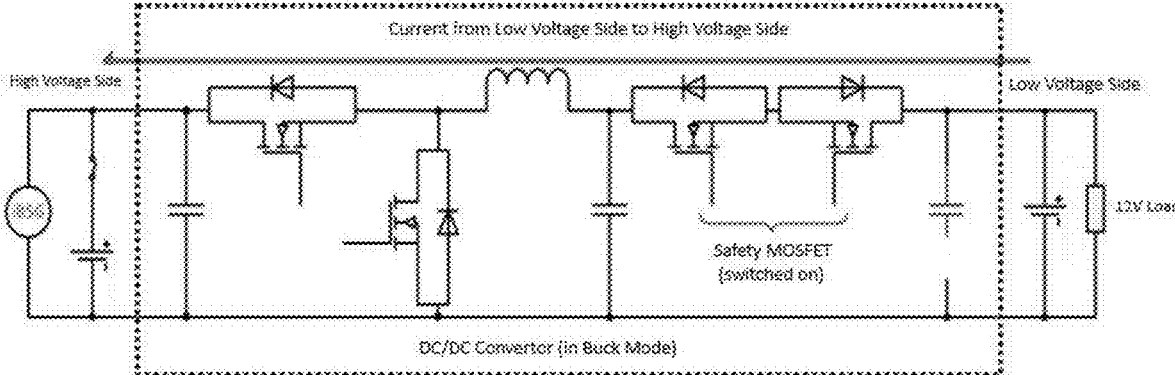 Current from Low Voltage Side to High Voltage Side
High Voltage Side
Low Voltage Side
12V Load
Safety MOSFET
(switched on)
DC/DC Convertor (in Buck Mode)